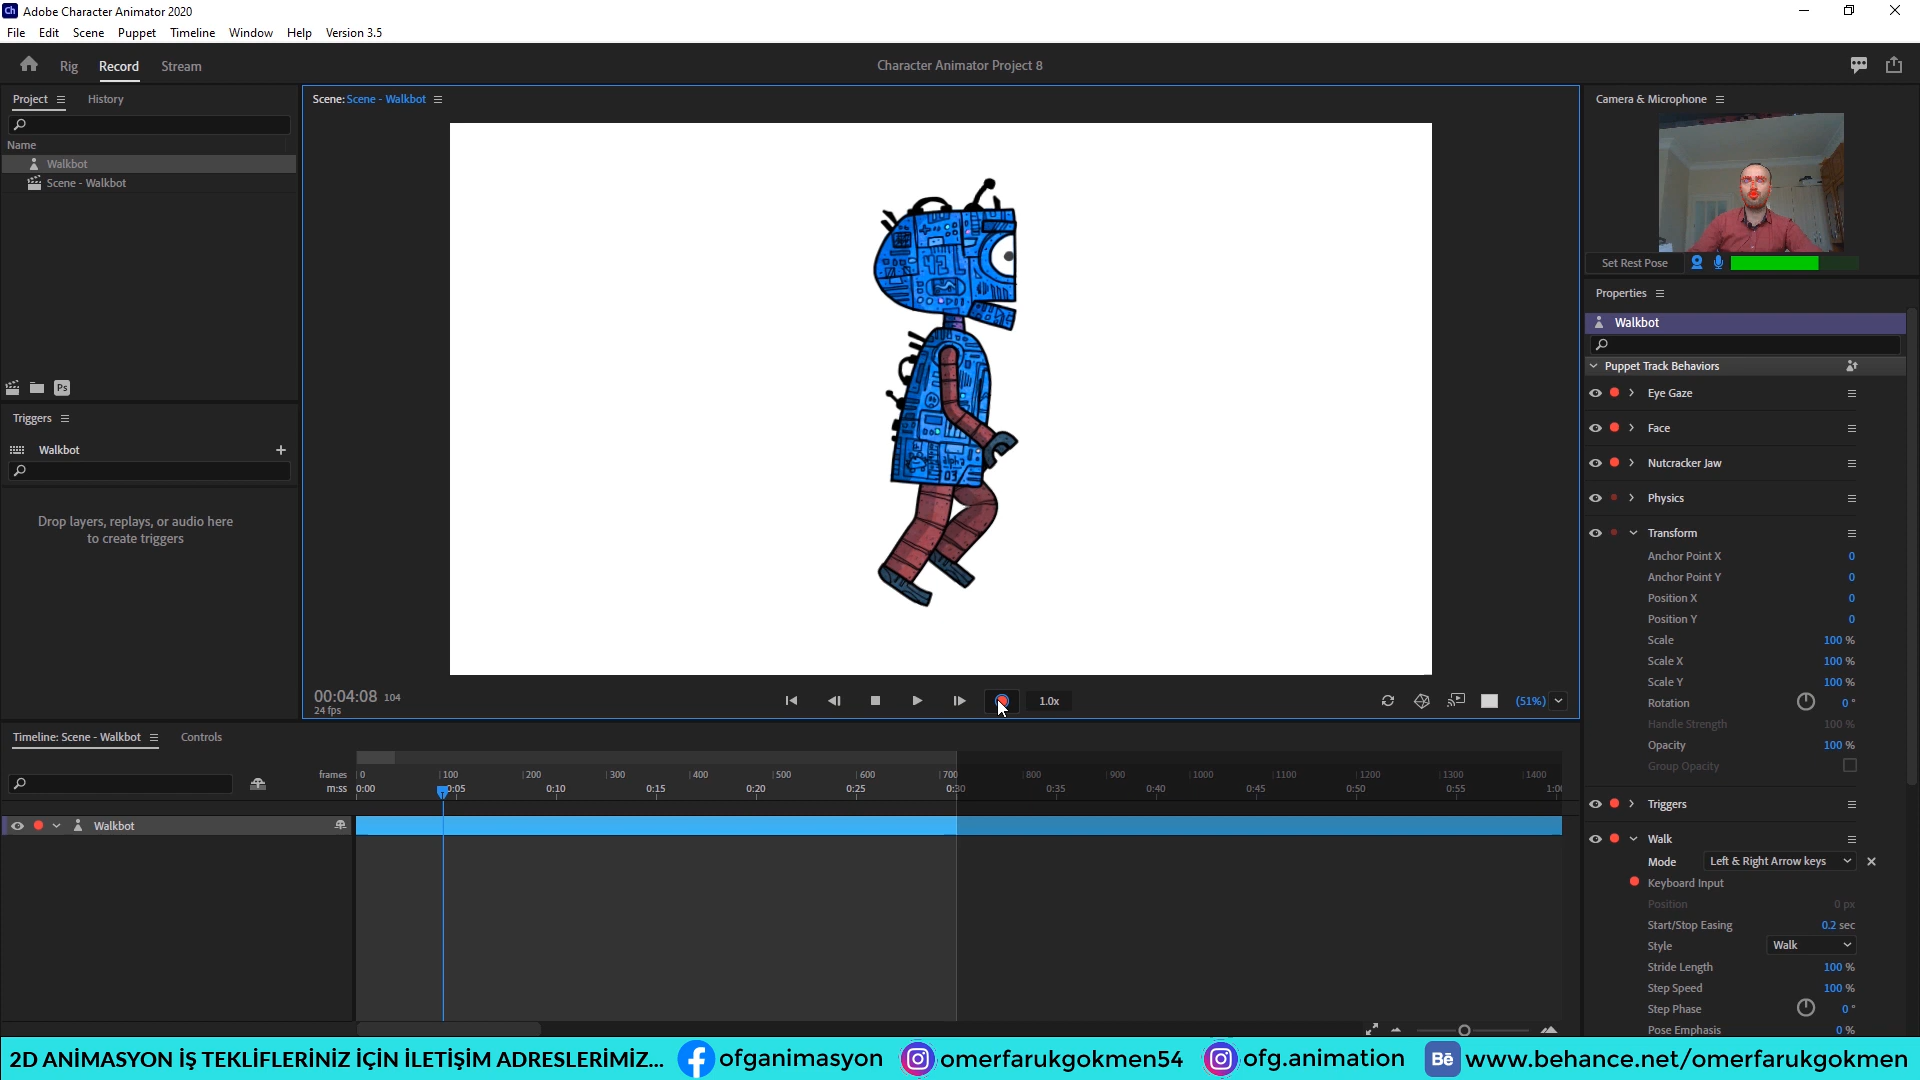 Ch Adobe Character Animator 2020
File Edit Scene Puppet Timeline Window Help Version 3.5
Rig Record Stream
Character Animator Project 8
Project History
Name
Walkbot
Scene - Walkbot
Ps
Triggers
Walkbot
Drop layers, replays, or audio here
to create triggers
Scene: Scene - Walkbot
00:04:08 104
24 fps
1.0x
(51%)
Camera & Microphone
Set Rest Pose
Properties
Walkbot
Puppet Track Behaviors
Eye Gaze
Face
Nutcracker Jaw
Physics
Transform
Anchor Point X 0
Anchor Point Y 0
Position X 0
Position Y 0
Scale 100 %
Scale X 100 %
Scale Y 100 %
Rotation 0 °
Handle Strength 100 %
Opacity 100 %
Group Opacity
Triggers
Walk
Mode Left & Right Arrow keys
Keyboard Input
Position 0 px
Start/Stop Easing 0.2 sec
Style Walk
Stride Length 100 %
Step Speed 100 %
Step Phase 0 °
Pose Emphasis 0 %
Timeline: Scene - Walkbot Controls
frames 0 100 200 300 400 500 600 700 800 900 1000 1100 1200 1300 1400
m:ss 0:00 0:05 0:10 0:15 0:20 0:25 0:30 0:35 0:40 0:45 0:50 0:55 1:00
Walkbot
2D ANİMASYON İŞ TEKLİFLERİNİZ İÇİN İLETİŞİM ADRESLERİMİZ... ofganimasyon omerfarukgokmen54 ofg.animation Bē www.behance.net/omerfarukgokmen